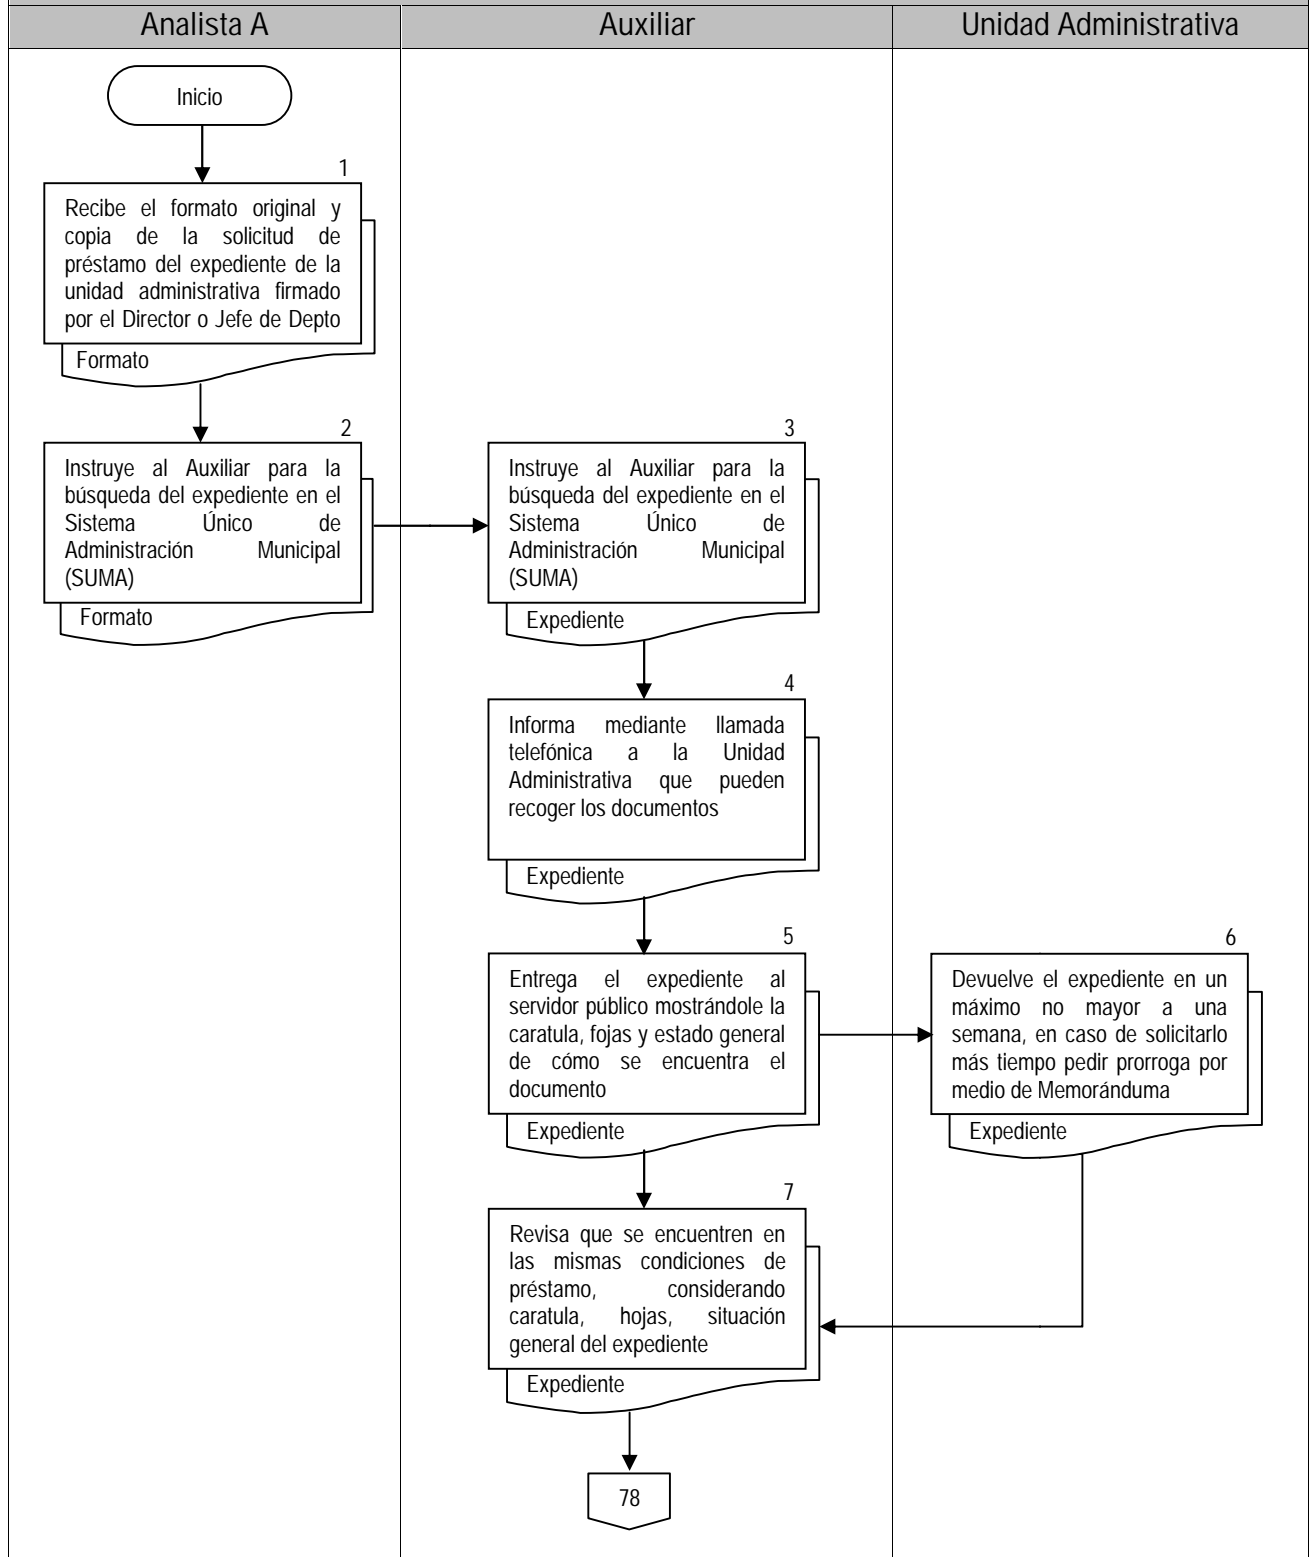 Analista A
Auxiliar
Unidad Administrativa
Inicio
1
Recibe el formato original y
copia de la solicitud de
préstamo del expediente de la
unidad administrativa firmado
por el Director o Jefe de Depto
Formato
2
Instruye al Auxiliar para la
búsqueda del expediente en el
Sistema Único de
Administración Municipal
(SUMA)
Formato
3
Instruye al Auxiliar para la
búsqueda del expediente en el
Sistema Único de
Administración Municipal
(SUMA)
Expediente
4
Informa mediante llamada
telefónica a la Unidad
Administrativa que pueden
recoger los documentos
Expediente
5
Entrega el expediente al
servidor público mostrándole la
caratula, fojas y estado general
de cómo se encuentra el
documento
Expediente
6
Devuelve el expediente en un
máximo no mayor a una
semana, en caso de solicitarlo
más tiempo pedir prorroga por
medio de Memoránduma
Expediente
7
Revisa que se encuentren en
las mismas condiciones de
préstamo, considerando
caratula, hojas, situación
general del expediente
Expediente
78